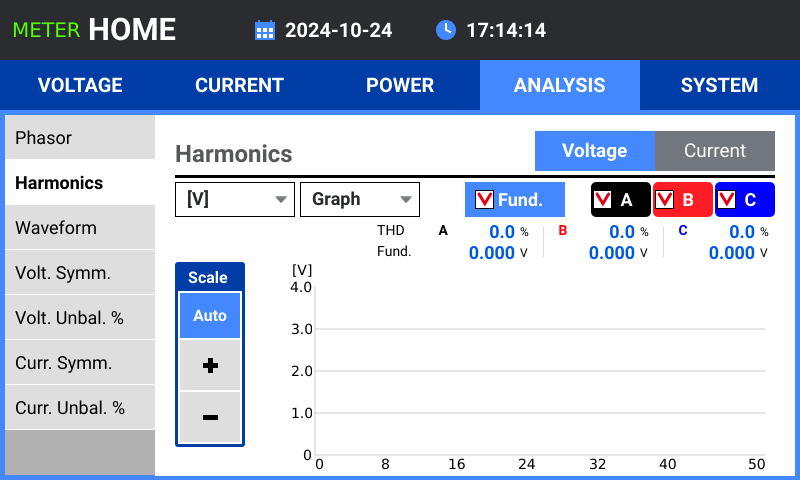 METER HOME 2024-10-24 17:14:14
VOLTAGE CURRENT POWER ANALYSIS SYSTEM
Phasor
Harmonics
Waveform
Volt. Symm.
Volt. Unbal. %
Curr. Symm.
Curr. Unbal. %
Harmonics Voltage Current
[V] Graph Fund. A B C
THD A 0.0 % B 0.0 % C 0.0 %
Fund. 0.000 V 0.000 V 0.000 V
Scale
Auto
+
−
[V]
4.0
3.0
2.0
1.0
0
0 8 16 24 32 40 50